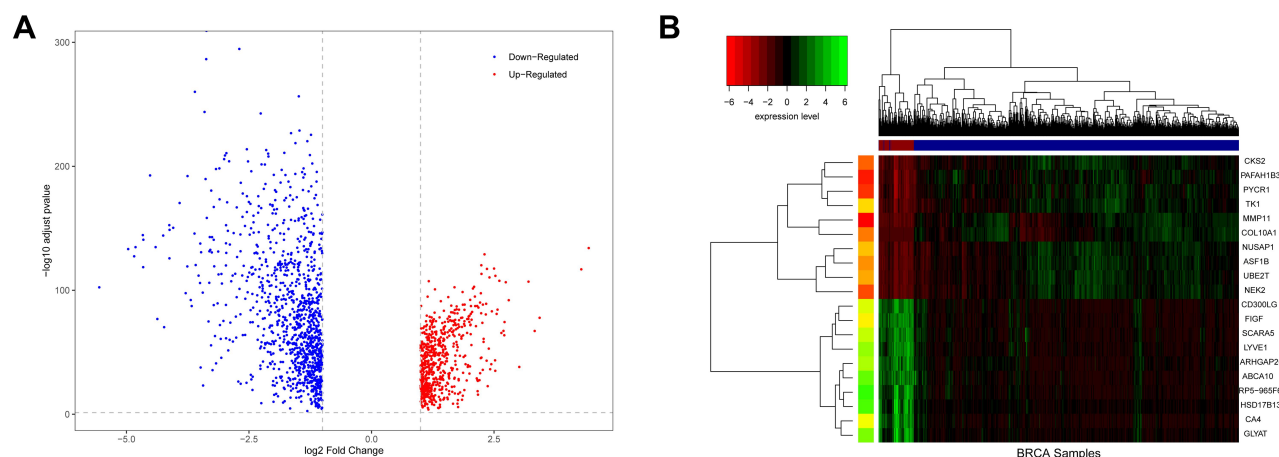 A
300
200
100
0
−log10 adjust pvalue
Down−Regulated
Up−Regulated
−5.0
−2.5
0.0
2.5
log2 Fold Change
B
−6 −4 −2 0 2 4 6
expression level
CKS2
PAFAH1B3
PYCR1
TK1
MMP11
COL10A1
NUSAP1
ASF1B
UBE2T
NEK2
CD300LG
FIGF
SCARA5
LYVE1
ARHGAP2
ABCA10
RP5−965F6
HSD17B13
CA4
GLYAT
BRCA Samples